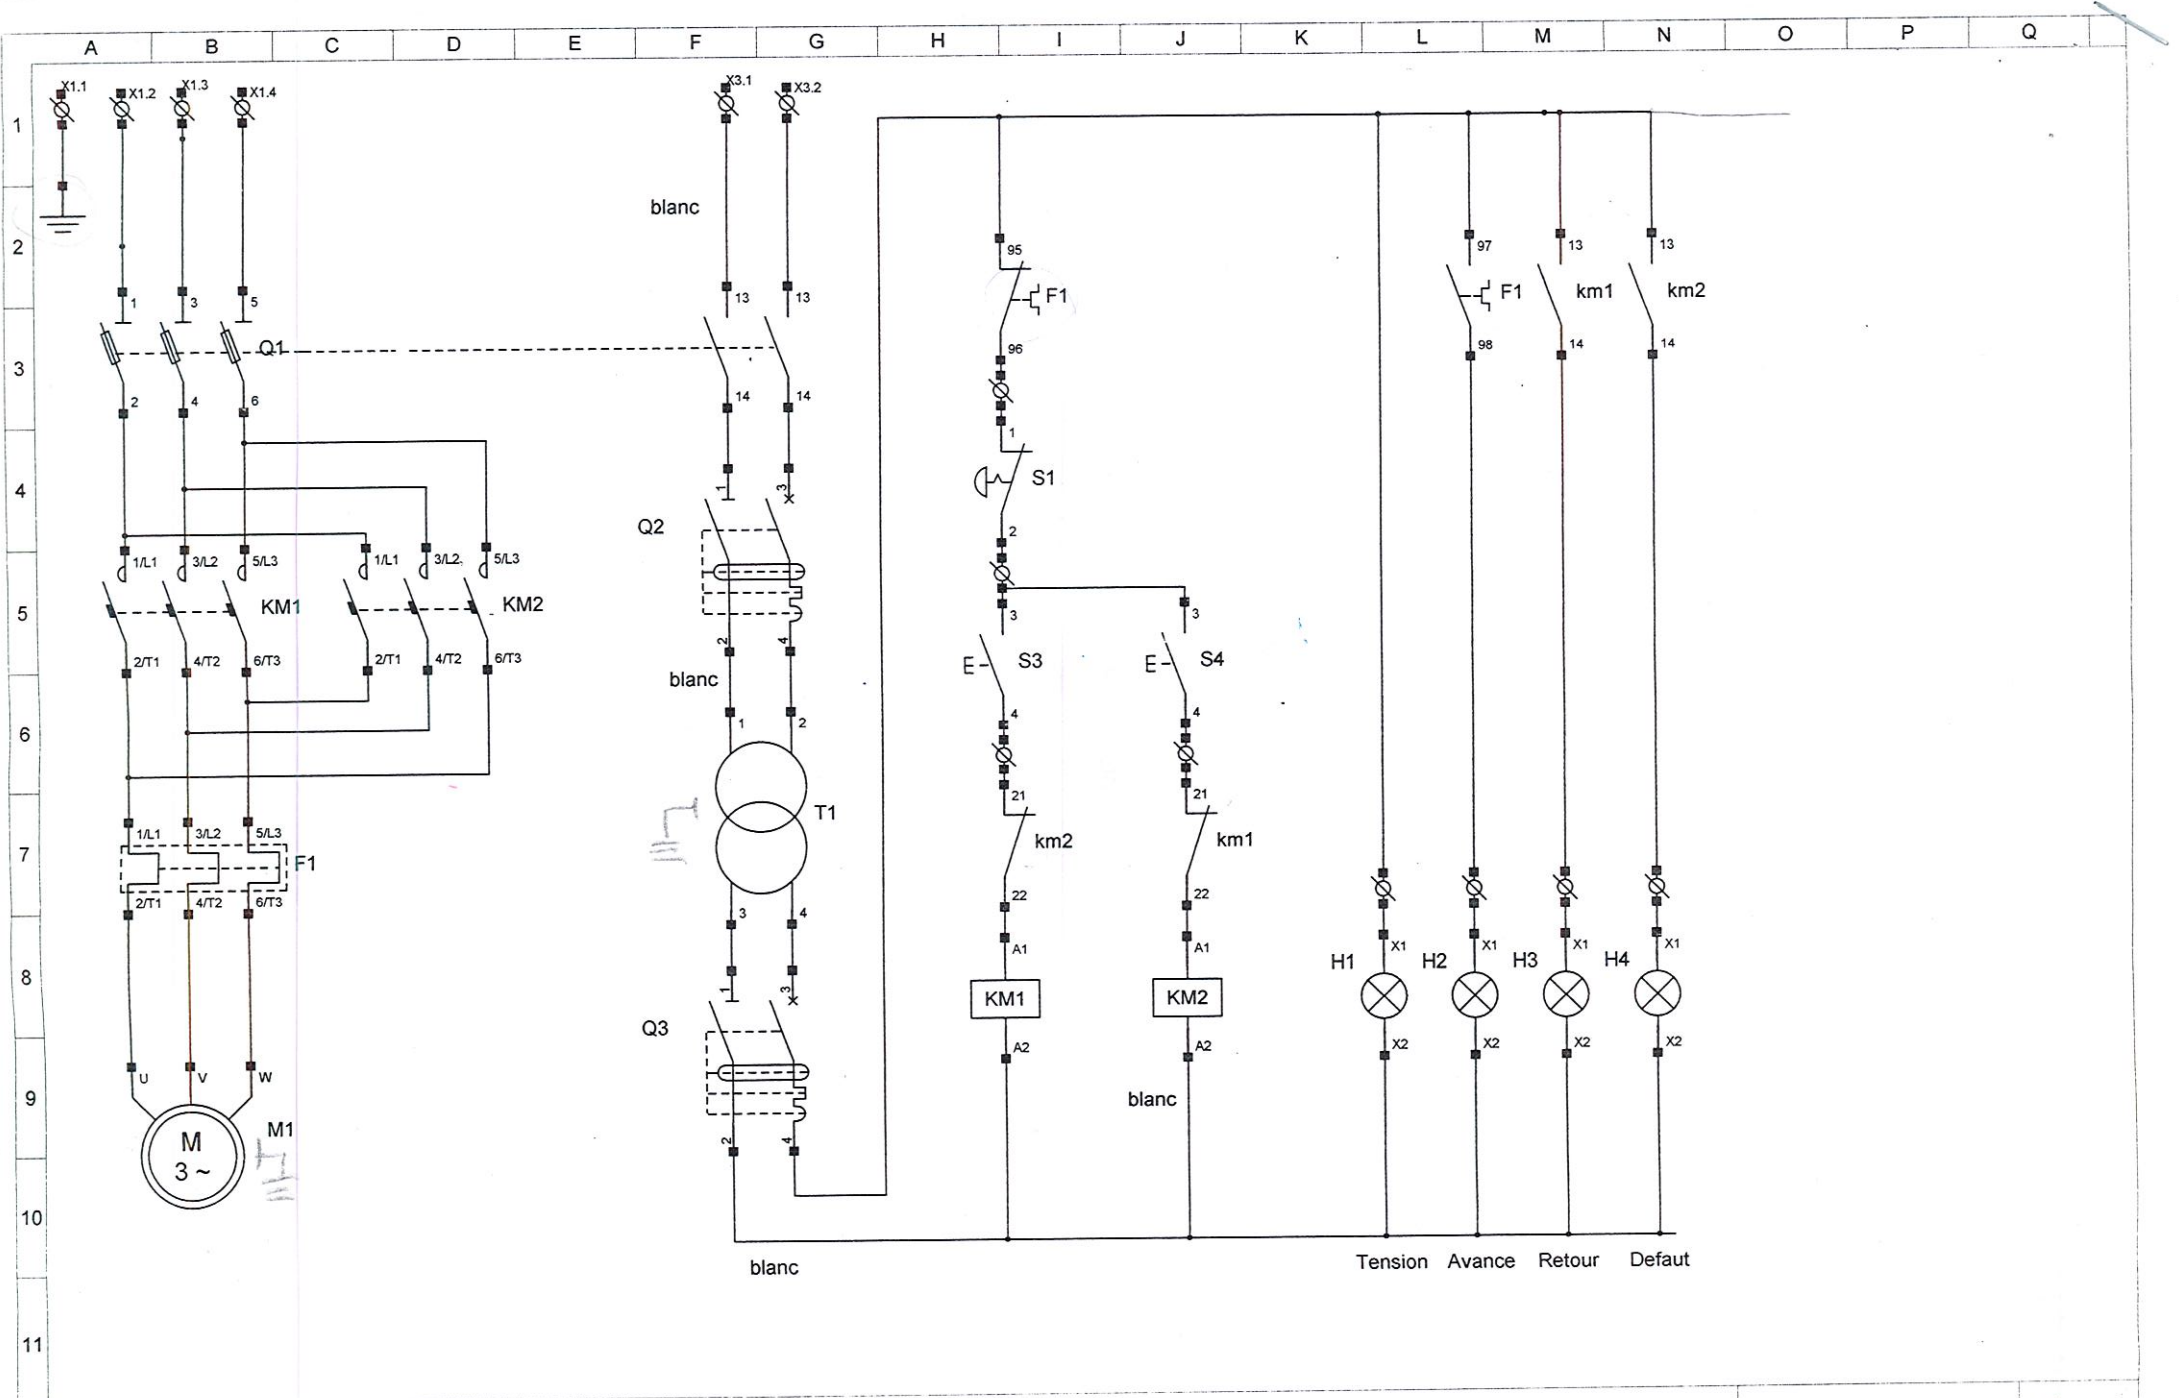 A B C D E F G H I J K L M N O P Q
X1.1 X1.2 X1.3 X1.4 X3.1 X3.2
1
blanc
2
95 97 13 13
1 3 5 13 13 F1 F1 km1 km2
Q1
3
96 98 14 14
2 4 6 14 14
1
4
1 3 S1
Q2
2
1/L1 3/L2 5/L3 1/L1 3/L2 5/L3
5
KM1 KM2
3 3
2/T1 4/T2 6/T3 2/T1 4/T2 6/T3 2 4 E S3 E S4
blanc
6
1 2 4 4
21 21
T1
7
1/L1 3/L2 5/L3 km2 km1
F1
2/T1 4/T2 6/T3 3 4 22 22
A1 A1 X1 X1 X1 X1
8
1 3 H1 H2 H3 H4
KM1 KM2
Q3
A2 A2 X2 X2 X2 X2
U V W
9
blanc
M1
M
3 ~
2 4
10
blanc
Tension Avance Retour Defaut
11